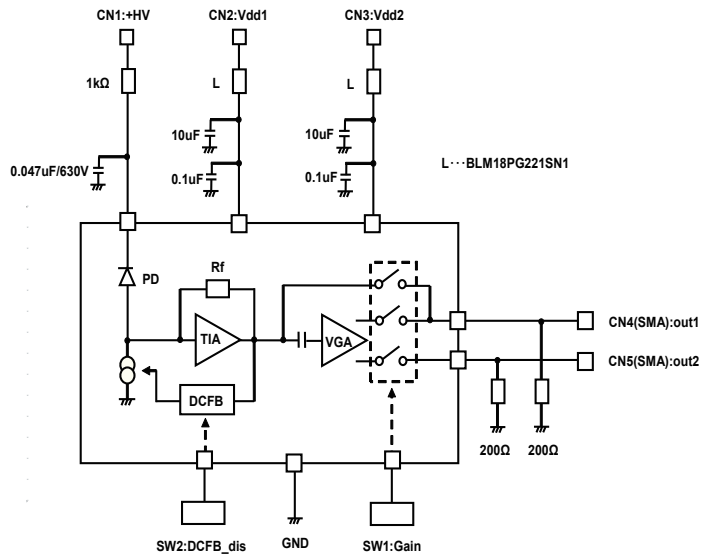 CN1:+HV CN2:Vdd1 CN3:Vdd2
1kΩ L L
10uF 10uF
0.047uF/630V 0.1uF 0.1uF L···BLM18PG221SN1
PD Rf
TIA VGA
CN4(SMA):out1
CN5(SMA):out2
DCFB
200Ω 200Ω
SW2:DCFB_dis GND SW1:Gain